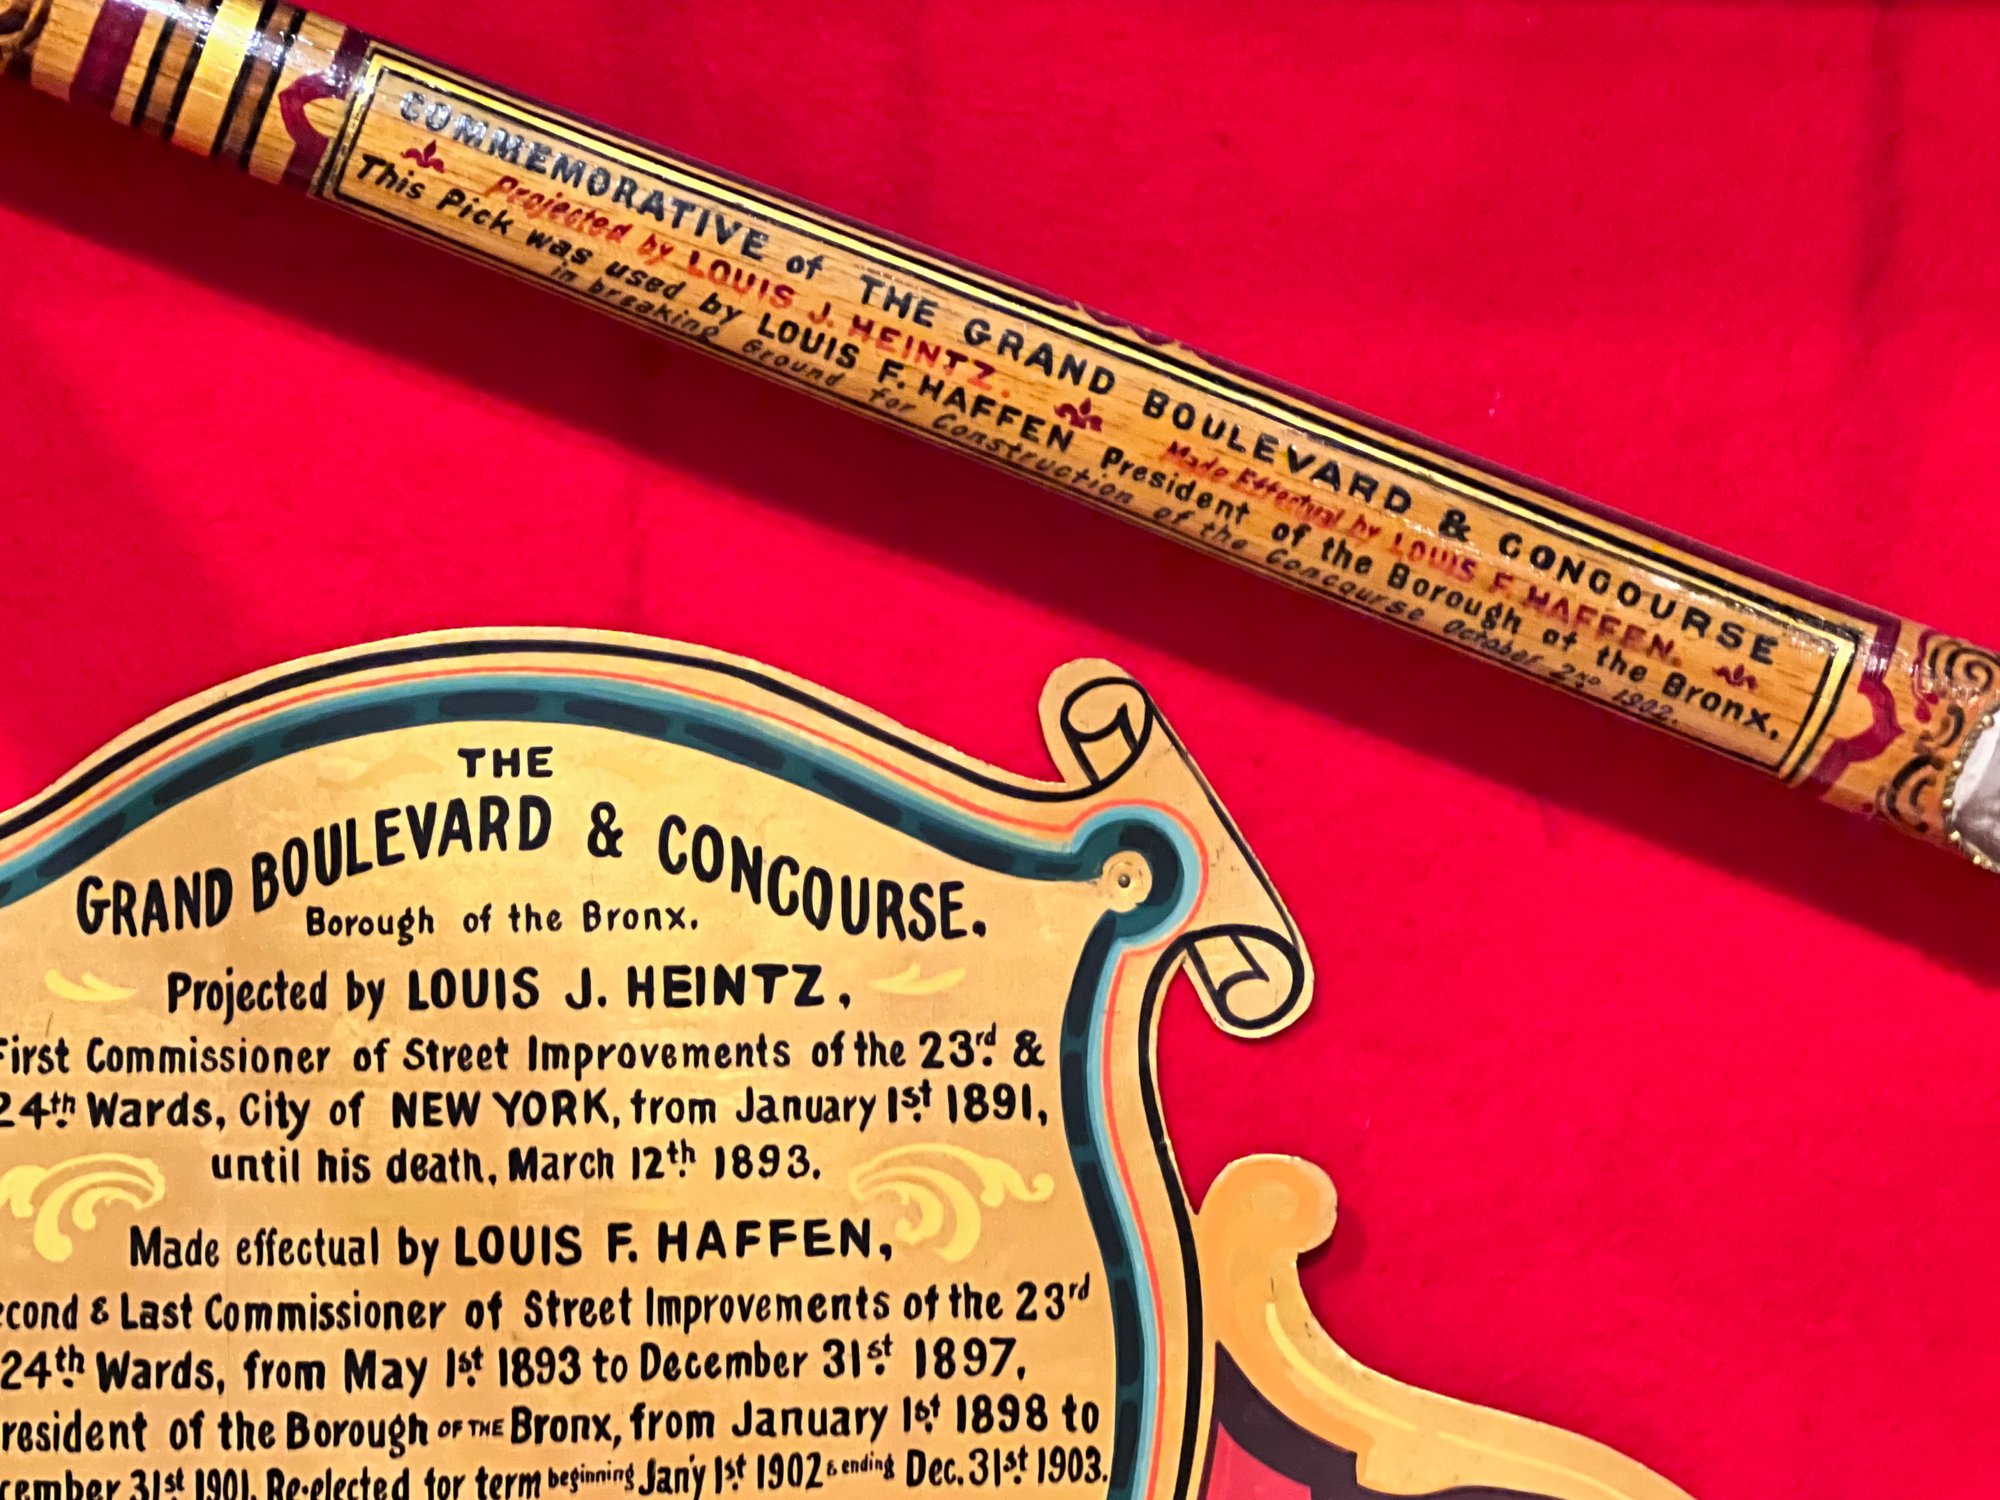 COMMEMORATIVE of THE GRAND BOULEVARD & CONCOURSE
Projected by LOUIS J. HEINTZ. Made Effectual by LOUIS F. HAFFEN.
This Pick was used by LOUIS F. HAFFEN President of the Borough of the Bronx,
in breaking Ground for Construction of the Concourse October 2ND 1902.
THE
GRAND BOULEVARD & CONCOURSE.
Borough of the Bronx.
Projected by LOUIS J. HEINTZ,
First Commissioner of Street Improvements of the 23rd. &
24th. Wards, City of NEW YORK, from January 1st. 1891,
until his death, March 12th. 1893.
Made effectual by LOUIS F. HAFFEN,
econd & Last Commissioner of Street Improvements of the 23rd
24th. Wards, from May 1st. 1893 to December 31st. 1897.
resident of the Borough OF THE Bronx, from January 1st. 1898 to
cember 31st. 1901. Re-elected for term beginning Jan'y 1st. 1902 & ending Dec. 31st. 1903.